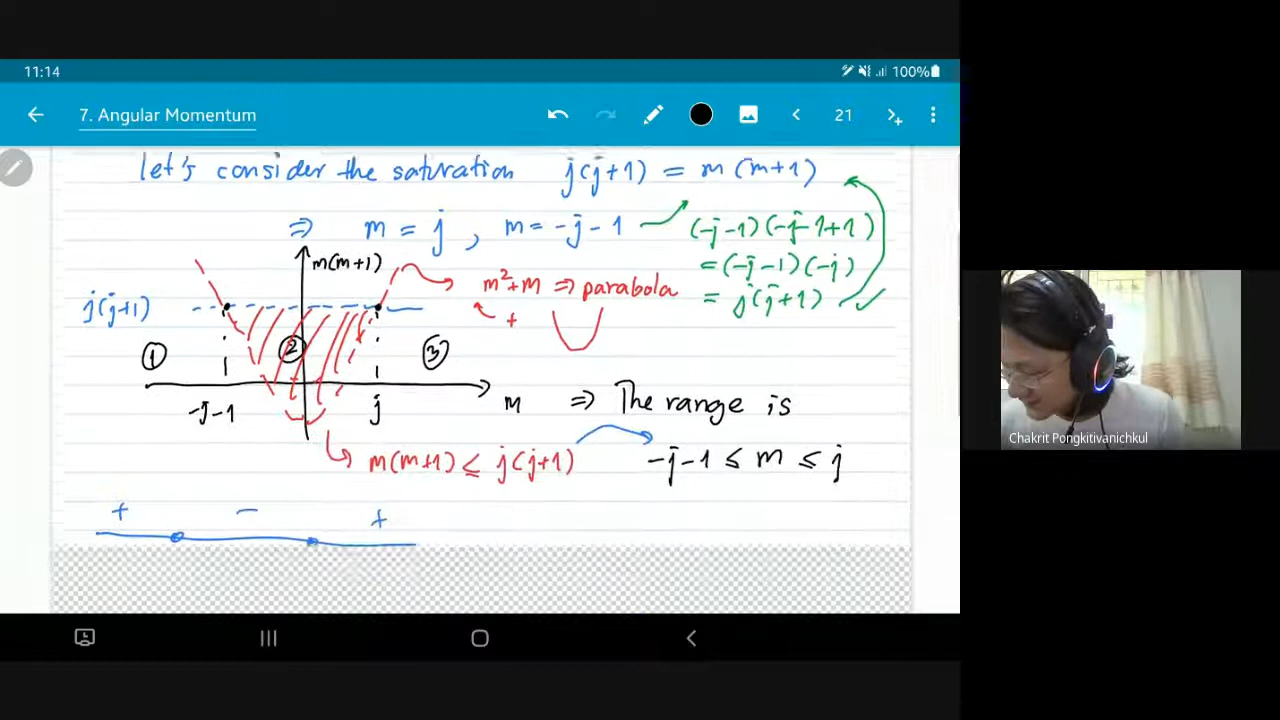 11:14
100%
7. Angular Momentum
21
let's consider the saturation j(j+1) = m(m+1)
⇒ m = j , m = -j-1
(-j-1)(-j-1+1)
= (-j-1)(-j)
= j(j+1) ✓
m(m+1)
m²+m ⇒ parabola
+
j(j+1)
① ② ③
-j-1 j m
⇒ The range is
m(m+1) ≤ j(j+1)
-j-1 ≤ m ≤ j
+ - +
Chakrit Pongkitivanichkul